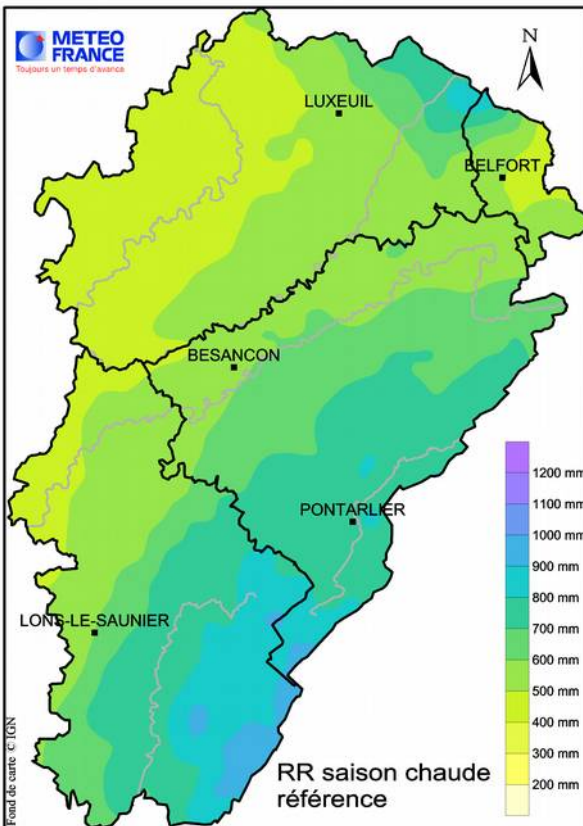 METEO
FRANCE
Toujours un temps d'avance
N
LUXEUIL
BELFORT
BESANCON
PONTARLIER
LONS-LE-SAUNIER
1200 mm
1100 mm
1000 mm
900 mm
800 mm
700 mm
600 mm
500 mm
400 mm
300 mm
200 mm
RR saison chaude
référence
Fond de carte © IGN